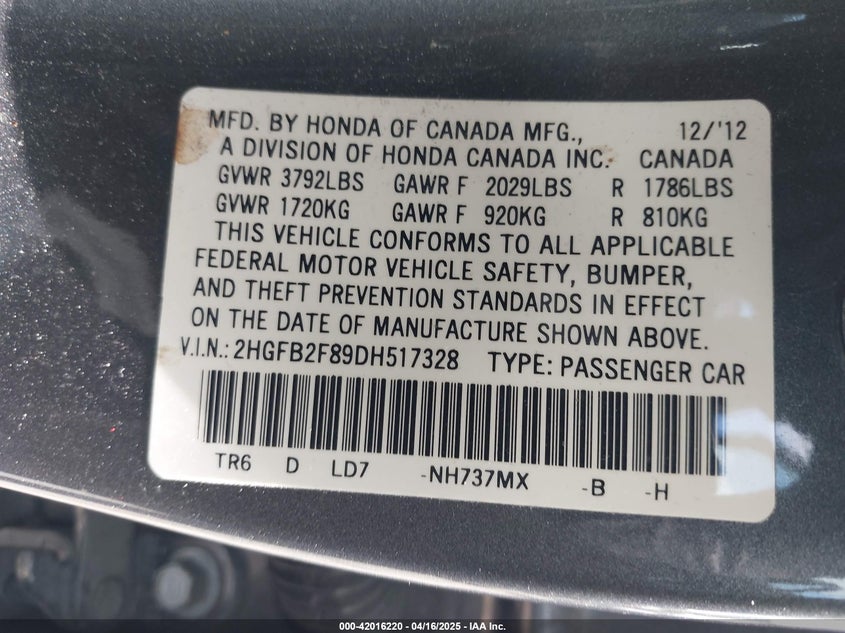 MFD. BY HONDA OF CANADA MFG., 12/'12
A DIVISION OF HONDA CANADA INC. CANADA
GVWR 3792LBS GAWR F 2029LBS R 1786LBS
GVWR 1720KG GAWR F 920KG R 810KG
THIS VEHICLE CONFORMS TO ALL APPLICABLE
FEDERAL MOTOR VEHICLE SAFETY, BUMPER,
AND THEFT PREVENTION STANDARDS IN EFFECT
ON THE DATE OF MANUFACTURE SHOWN ABOVE.
V.I.N.: 2HGFB2F89DH517328 TYPE: PASSENGER CAR
TR6 D LD7 -NH737MX -B -H
000-42016220 - 04/16/2025 - IAA Inc.